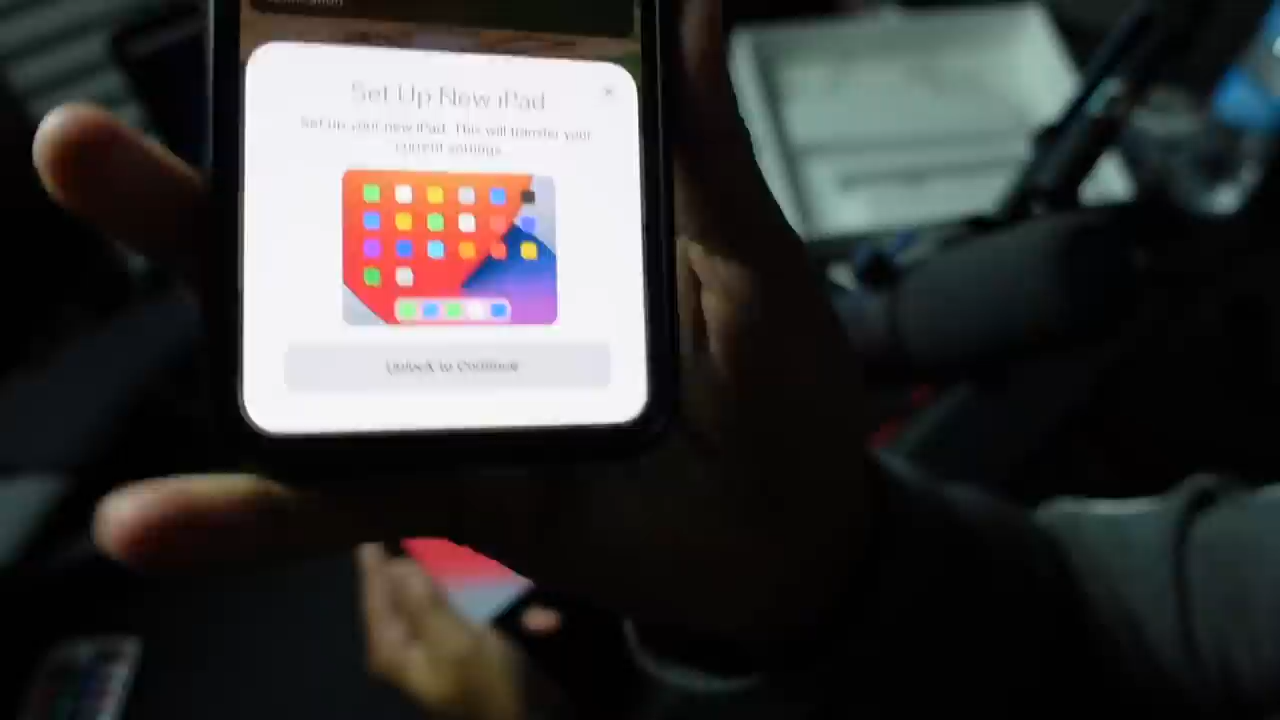 Set Up New iPad
Set up your new iPad. This will transfer your
current settings.
Unlock to Continue